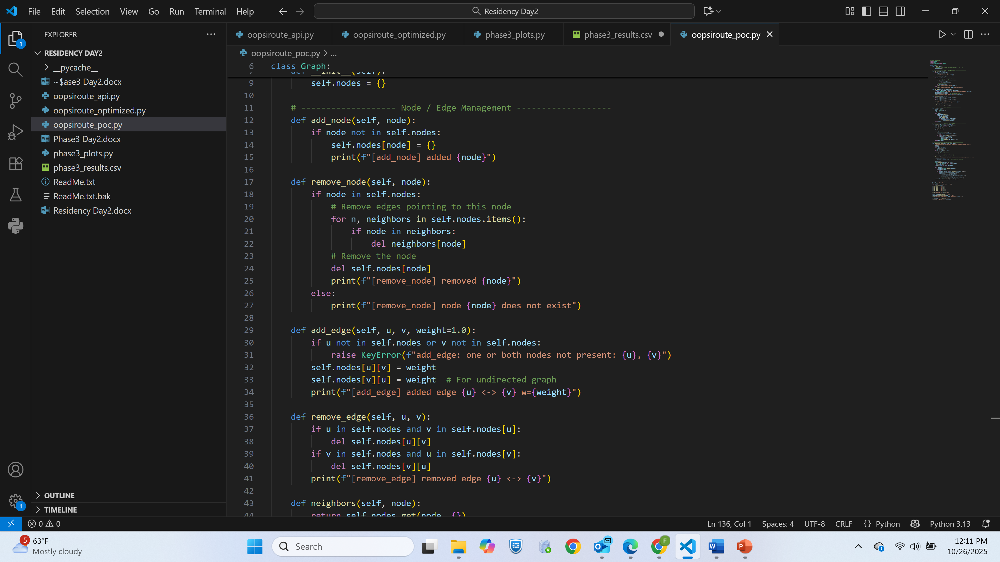 File Edit Selection View Go Run Terminal Help
Residency Day2
EXPLORER
RESIDENCY DAY2
__pycache__
~$ase3 Day2.docx
oopsiroute_api.py
oopsiroute_optimized.py
oopsiroute_poc.py
Phase3 Day2.docx
phase3_plots.py
phase3_results.csv
ReadMe.txt
ReadMe.txt.bak
Residency Day2.docx
OUTLINE
TIMELINE
oopsiroute_api.py oopsiroute_optimized.py phase3_plots.py phase3_results.csv oopsiroute_poc.py
oopsiroute_poc.py > ...
6 class Graph:
7 def __init__(self):
9 self.nodes = {}
10
11 # ------------------- Node / Edge Management -------------------
12 def add_node(self, node):
13 if node not in self.nodes:
14 self.nodes[node] = {}
15 print(f"[add_node] added {node}")
16
17 def remove_node(self, node):
18 if node in self.nodes:
19 # Remove edges pointing to this node
20 for n, neighbors in self.nodes.items():
21 if node in neighbors:
22 del neighbors[node]
23 # Remove the node
24 del self.nodes[node]
25 print(f"[remove_node] removed {node}")
26 else:
27 print(f"[remove_node] node {node} does not exist")
28
29 def add_edge(self, u, v, weight=1.0):
30 if u not in self.nodes or v not in self.nodes:
31 raise KeyError(f"add_edge: one or both nodes not present: {u}, {v}")
32 self.nodes[u][v] = weight
33 self.nodes[v][u] = weight  # For undirected graph
34 print(f"[add_edge] added edge {u} <-> {v} w={weight}")
35
36 def remove_edge(self, u, v):
37 if u in self.nodes and v in self.nodes[u]:
38 del self.nodes[u][v]
39 if v in self.nodes and u in self.nodes[v]:
40 del self.nodes[v][u]
41 print(f"[remove_edge] removed edge {u} <-> {v}")
42
43 def neighbors(self, node):
44 return self.nodes.get(node, {})
0 0
Ln 136, Col 1 Spaces: 4 UTF-8 CRLF {} Python Python 3.13
5 63°F
Mostly cloudy
Search
F
12:11 PM
10/26/2025
1
1